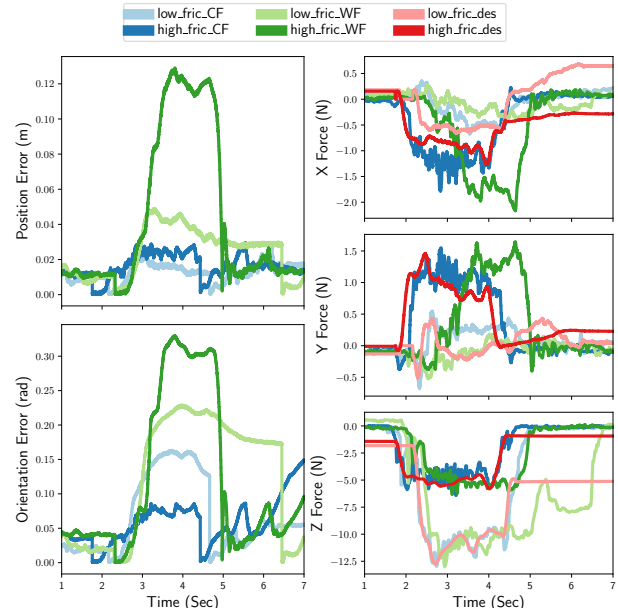 low_fric_CF low_fric_WF low_fric_des
high_fric_CF high_fric_WF high_fric_des
Position Error (m)
0.12
0.10
0.08
0.06
0.04
0.02
0.00
X Force (N)
0.5
0.0
−0.5
−1.0
−1.5
−2.0
Y Force (N)
1.5
1.0
0.5
0.0
−0.5
Orientation Error (rad)
0.30
0.25
0.20
0.15
0.10
0.05
0.00
1 2 3 4 5 6 7
Time (Sec)
Z Force (N)
0.0
−2.5
−5.0
−7.5
−10.0
−12.5
1 2 3 4 5 6 7
Time (Sec)